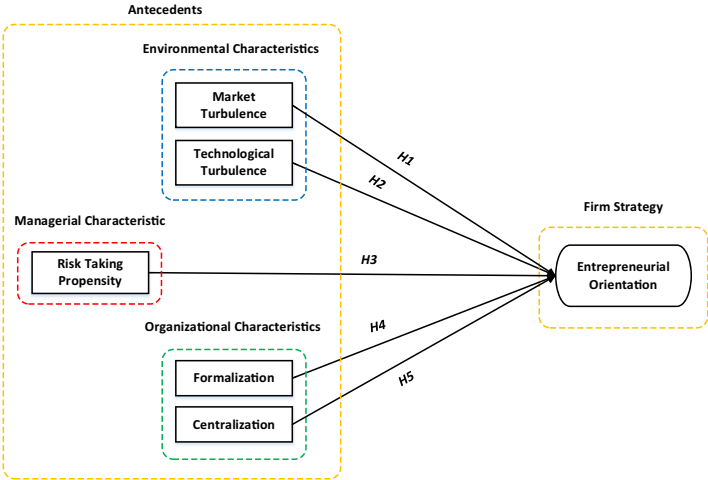 Antecedents
Environmental Characteristics
Market
Turbulence
Technological
Turbulence
H1
H2
Firm Strategy
Managerial Characteristic
Risk Taking
Propensity
H3
Entrepreneurial
Orientation
Organizational Characteristics
H4
Formalization
H5
Centralization